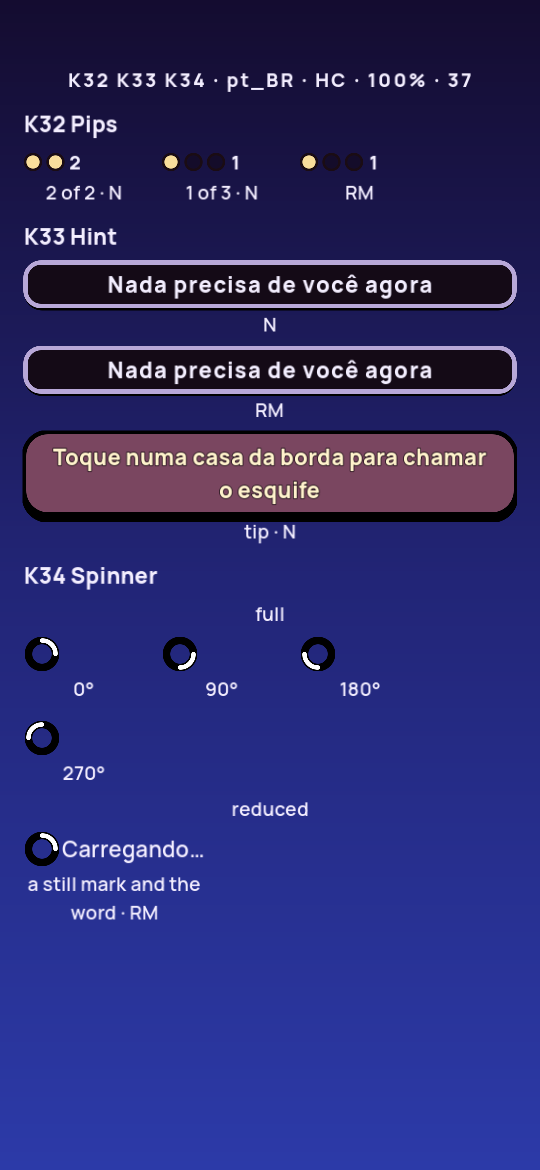 K32 K33 K34 · pt_BR · HC · 100% · 37
K32 Pips
2 1 1
2 of 2 · N 1 of 3 · N RM
K33 Hint
Nada precisa de você agora
N
Nada precisa de você agora
RM
Toque numa casa da borda para chamar
o esquife
tip · N
K34 Spinner
full
0° 90° 180°
270°
reduced
Carregando…
a still mark and the
word · RM